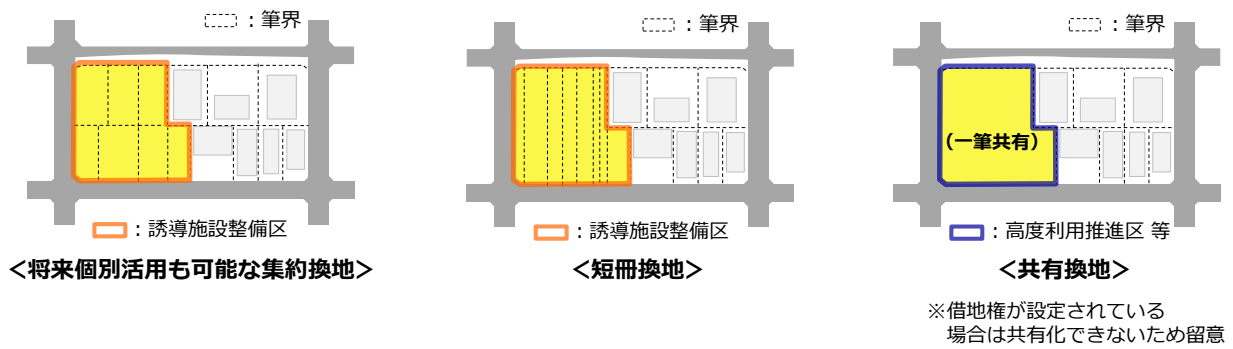 ：筆界
：誘導施設整備区
＜将来個別活用も可能な集約換地＞
：筆界
：誘導施設整備区
＜短冊換地＞
：筆界
（一筆共有）
：高度利用推進区 等
＜共有換地＞
※借地権が設定されている
場合は共有化できないため留意